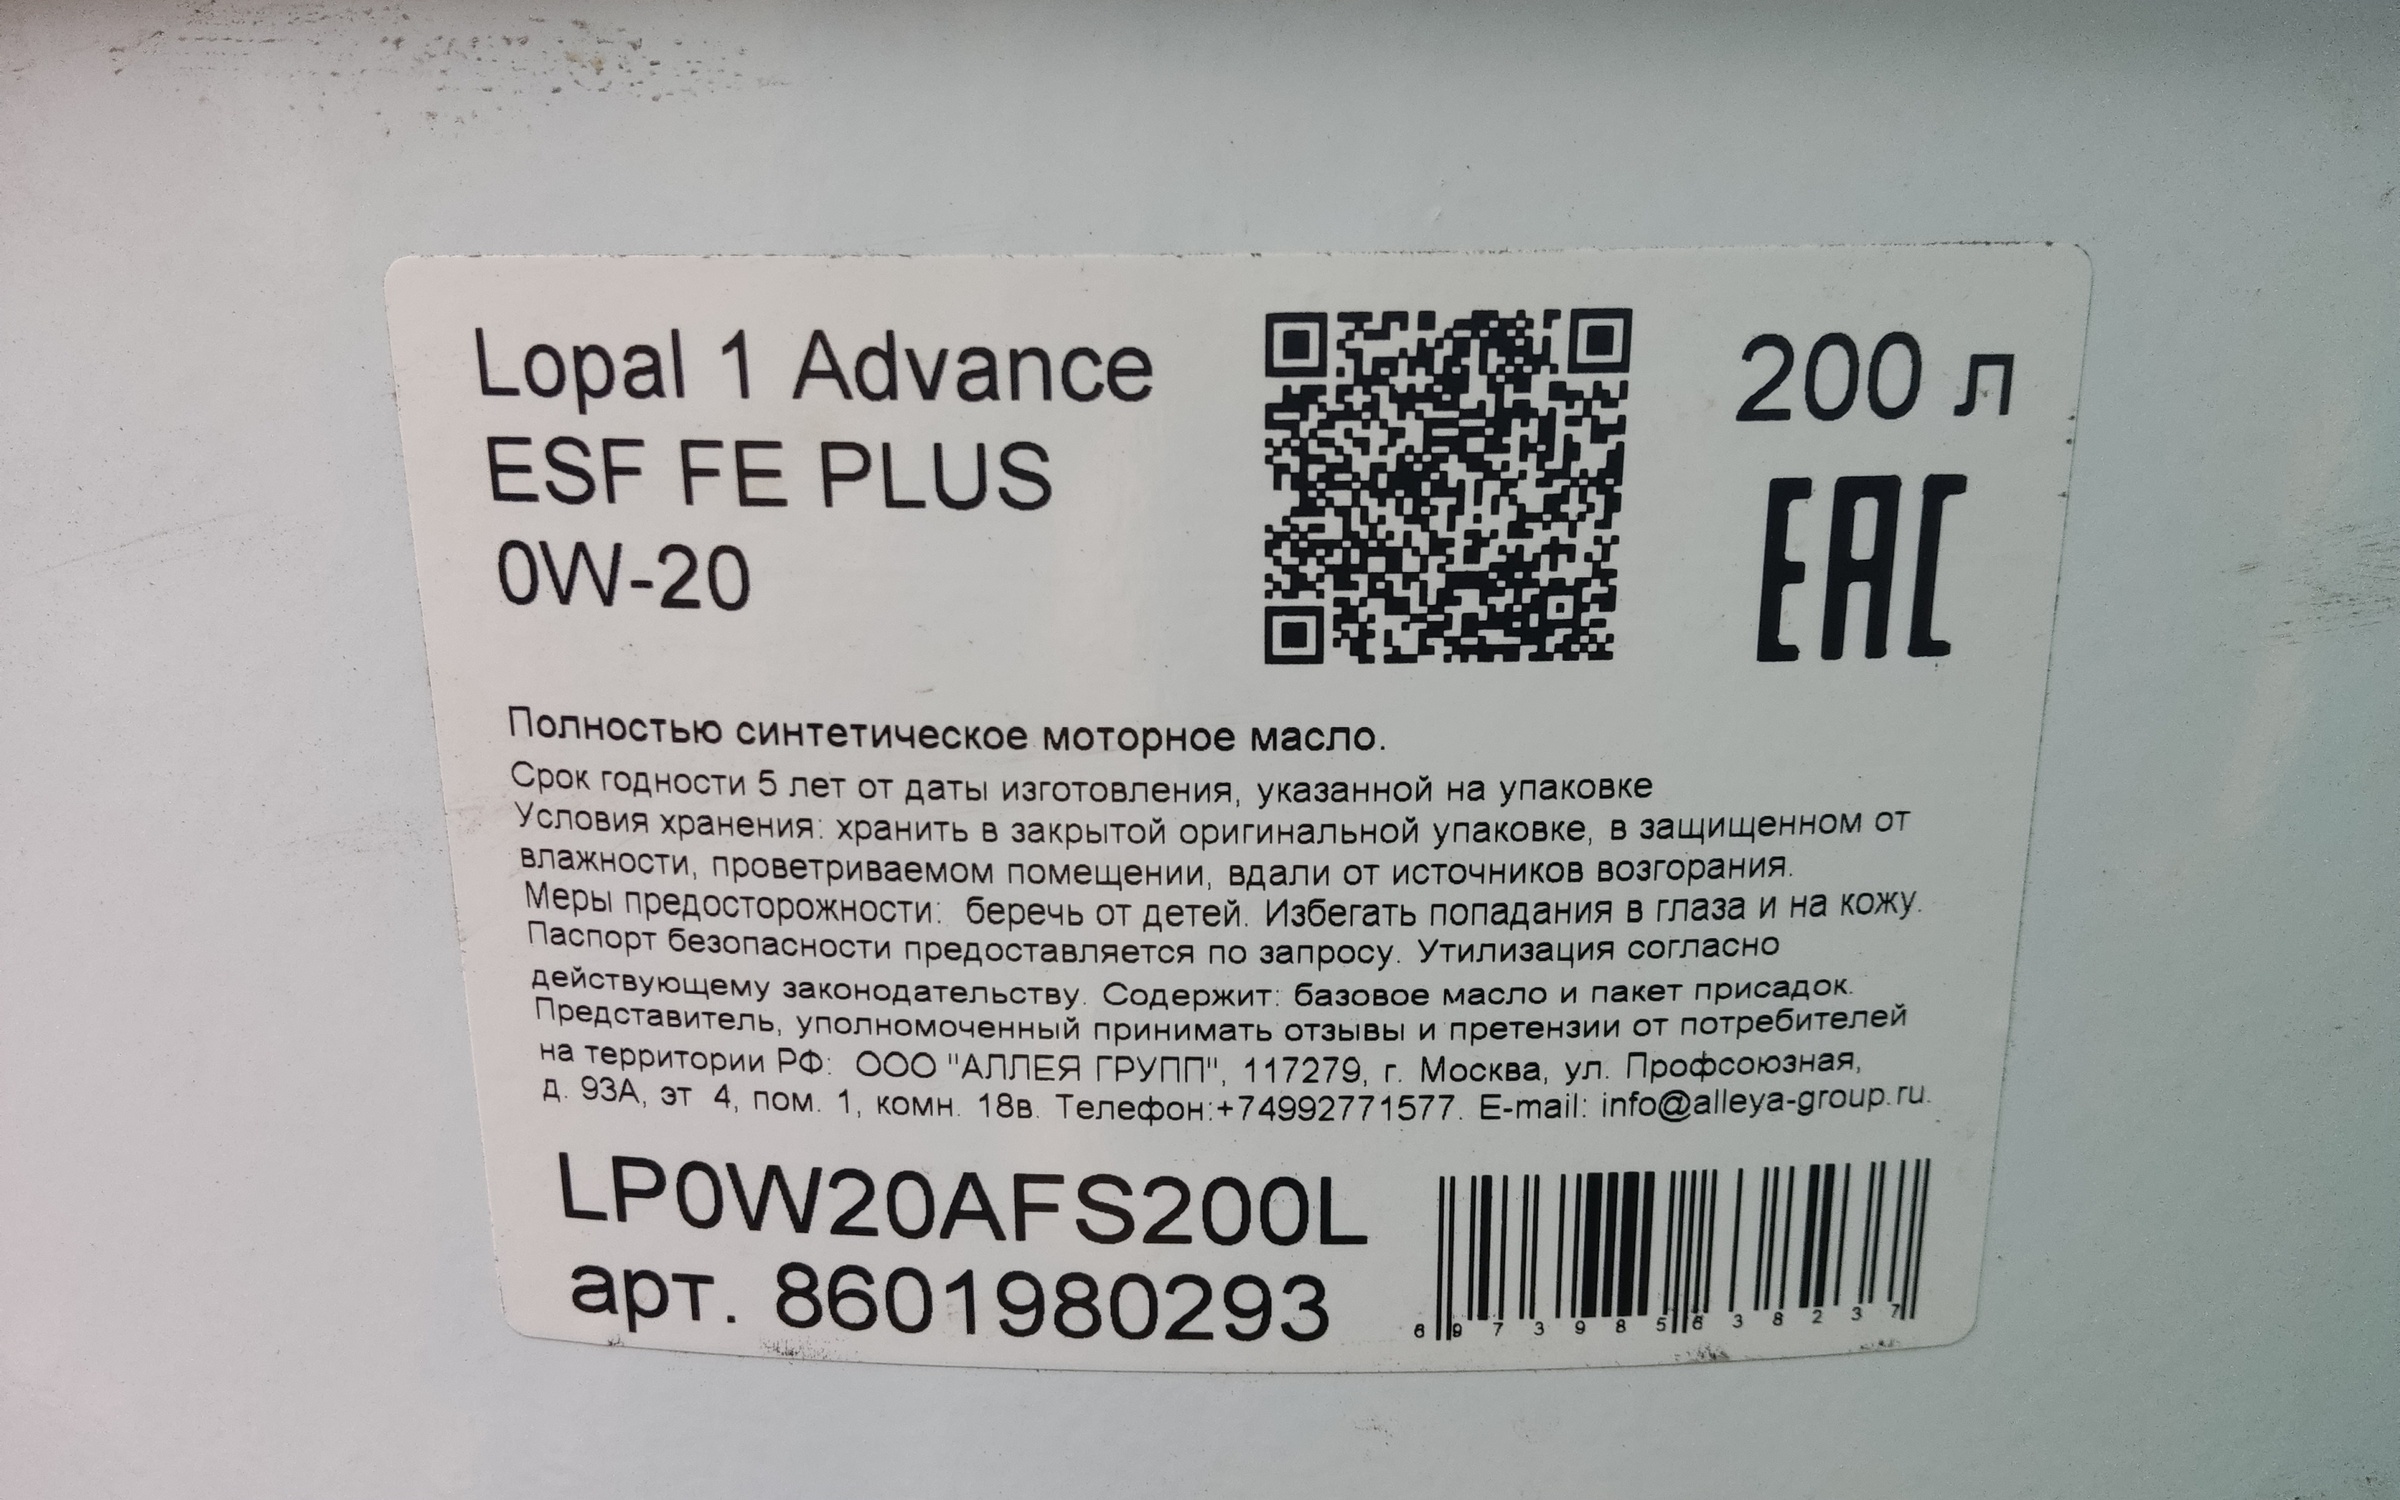 Lopal 1 Advance
ESF FE PLUS
0W-20
200 л
EAC
Полностью синтетическое моторное масло.
Срок годности 5 лет от даты изготовления, указанной на упаковке
Условия хранения: хранить в закрытой оригинальной упаковке, в защищенном от
влажности, проветриваемом помещении, вдали от источников возгорания.
Меры предосторожности: беречь от детей. Избегать попадания в глаза и на кожу.
Паспорт безопасности предоставляется по запросу. Утилизация согласно
действующему законодательству. Содержит: базовое масло и пакет присадок.
Представитель, уполномоченный принимать отзывы и претензии от потребителей
на территории РФ: ООО "АЛЛЕЯ ГРУПП", 117279, г. Москва, ул. Профсоюзная,
д. 93А, эт 4, пом. 1, комн. 18в. Телефон:+74992771577. E-mail: info@alleya-group.ru.
LP0W20AFS200L
арт. 8601980293
6973985638237